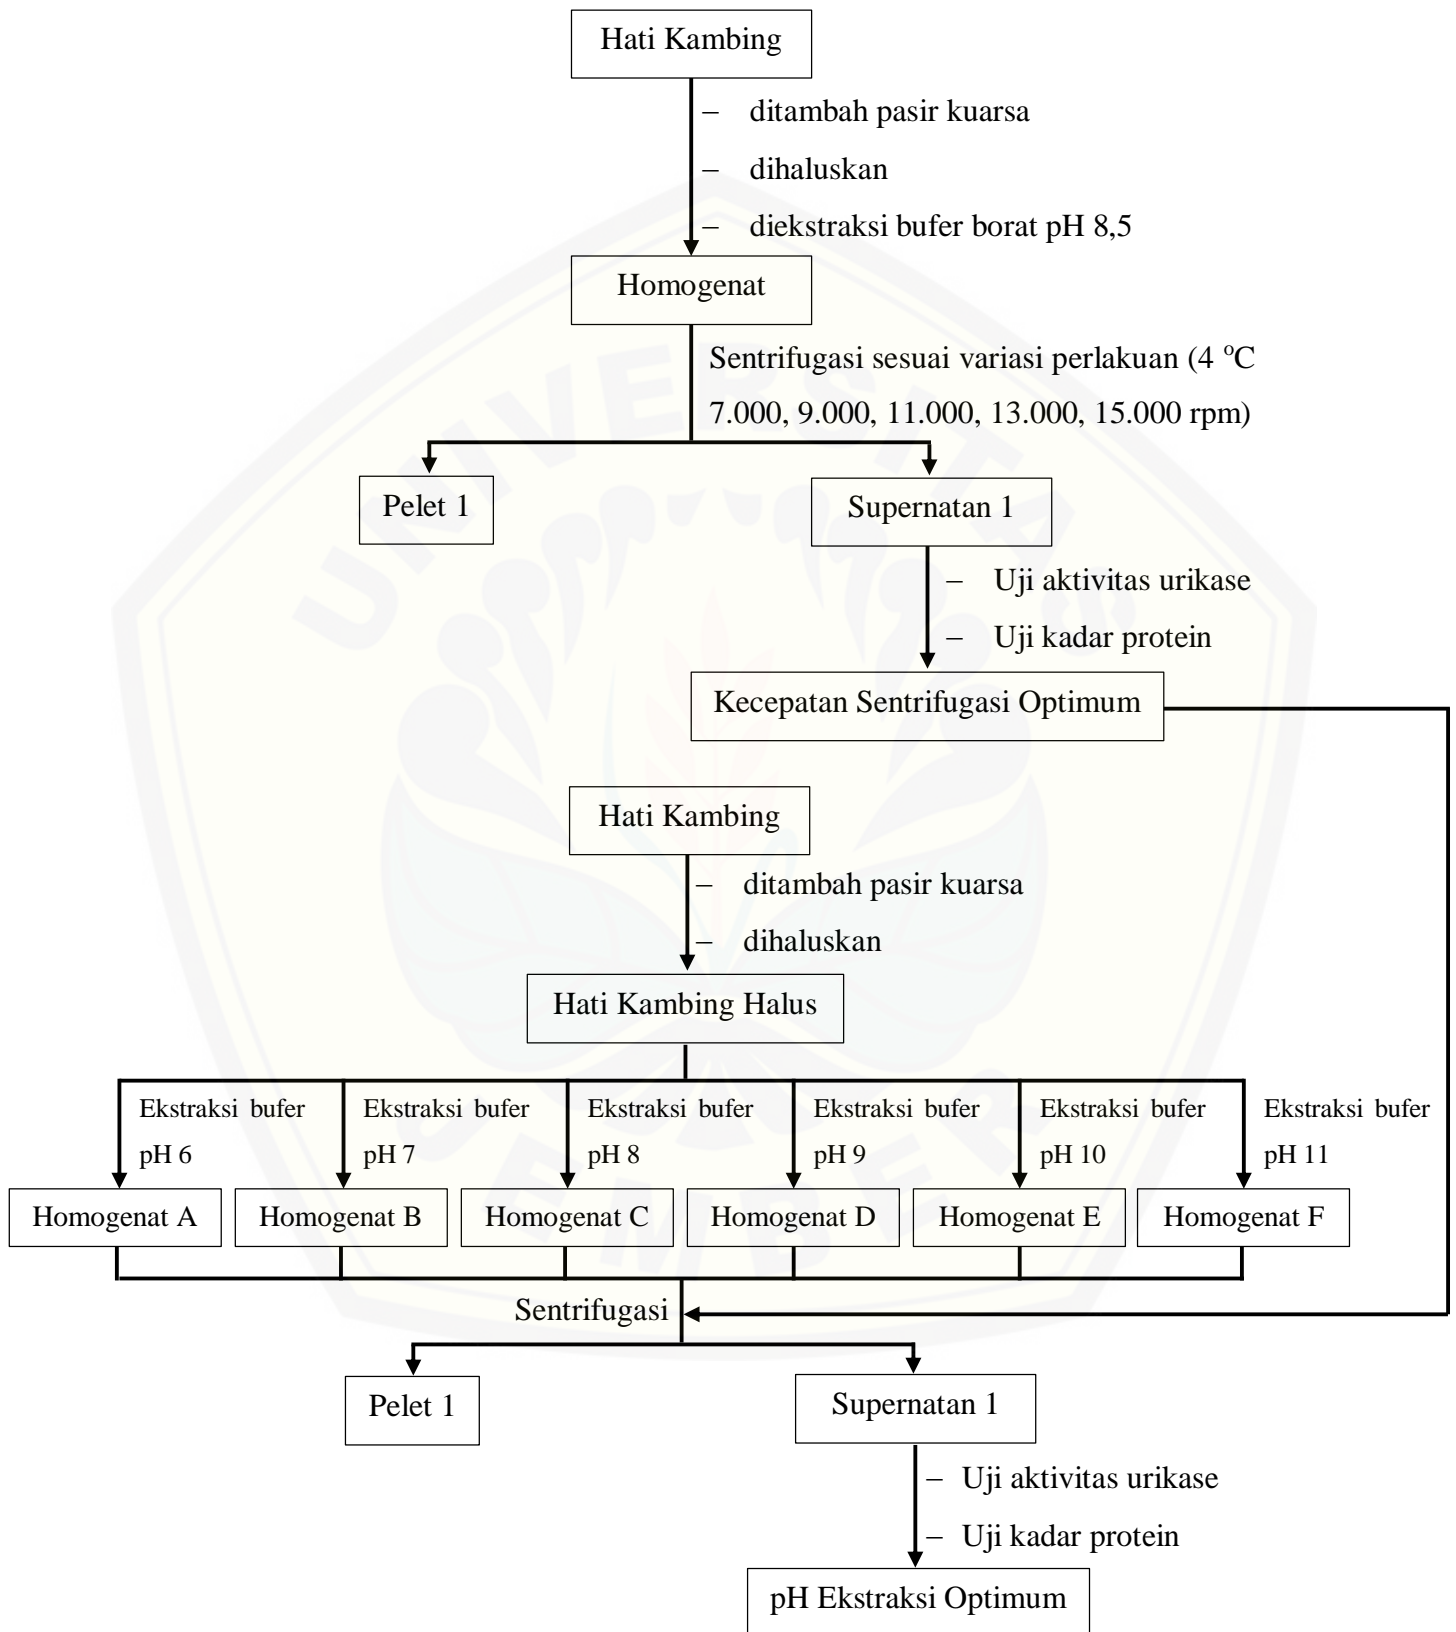 Hati Kambing
– ditambah pasir kuarsa
– dihaluskan
– diekstraksi bufer borat pH 8,5
Homogenat
Sentrifugasi sesuai variasi perlakuan (4 °C
7.000, 9.000, 11.000, 13.000, 15.000 rpm)
Pelet 1
Supernatan 1
– Uji aktivitas urikase
– Uji kadar protein
Kecepatan Sentrifugasi Optimum
Hati Kambing
– ditambah pasir kuarsa
– dihaluskan
Hati Kambing Halus
Ekstraksi bufer
pH 6
Ekstraksi bufer
pH 7
Ekstraksi bufer
pH 8
Ekstraksi bufer
pH 9
Ekstraksi bufer
pH 10
Ekstraksi bufer
pH 11
Homogenat A
Homogenat B
Homogenat C
Homogenat D
Homogenat E
Homogenat F
Sentrifugasi
Pelet 1
Supernatan 1
– Uji aktivitas urikase
– Uji kadar protein
pH Ekstraksi Optimum
UNIVERSITAS
JEMBER